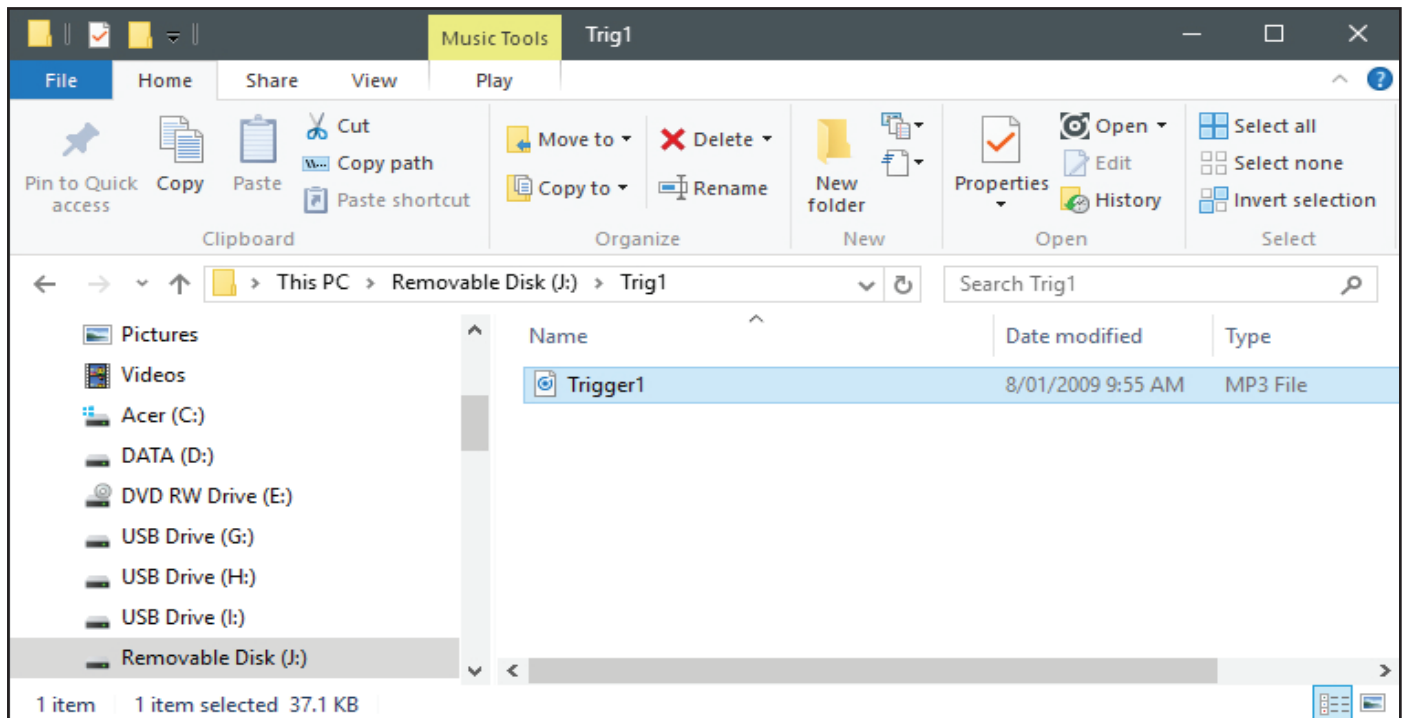 Music Tools Trig1
File Home Share View Play
Pin to Quick access
Copy
Paste
Cut
Copy path
Paste shortcut
Clipboard
Move to
Copy to
Delete
Rename
Organize
New folder
New
Properties
Open
Edit
History
Open
Select all
Select none
Invert selection
Select
This PC > Removable Disk (J:) > Trig1
Search Trig1
Pictures
Videos
Acer (C:)
DATA (D:)
DVD RW Drive (E:)
USB Drive (G:)
USB Drive (H:)
USB Drive (I:)
Removable Disk (J:)
Name Date modified Type
Trigger1 8/01/2009 9:55 AM MP3 File
1 item 1 item selected 37.1 KB